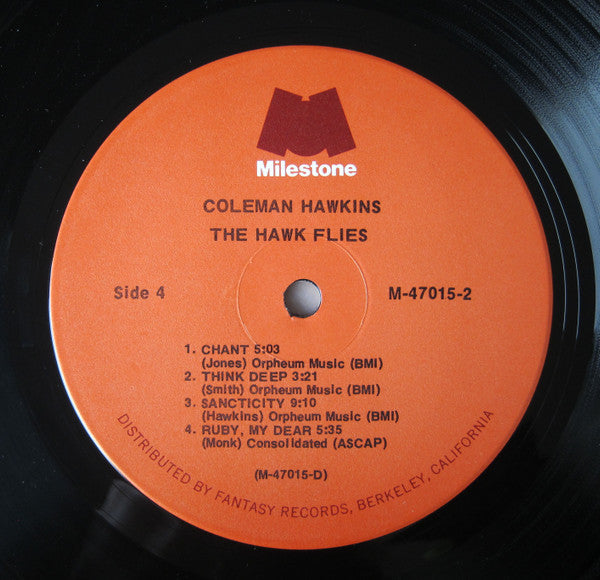 Milestone
COLEMAN HAWKINS
THE HAWK FLIES
Side 4
M-47015-2
1. CHANT 5:03
(Jones) Orpheum Music (BMI)
2. THINK DEEP 3:21
(Smith) Orpheum Music (BMI)
3. SANCTICITY 9:10
(Hawkins) Orpheum Music (BMI)
4. RUBY, MY DEAR 5:35
(Monk) Consolidated (ASCAP)
(M-47015-D)
DISTRIBUTED BY FANTASY RECORDS, BERKELEY, CALIFORNIA